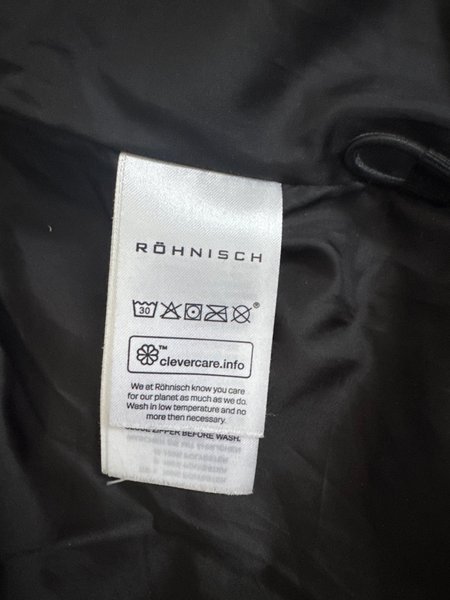 RÖHNISCH
30
®
™
clevercare.info
We at Röhnisch know you care
for our planet as much as we do.
Wash in low temperature and no
more then necessary.
CLOSE ZIPPER BEFORE WASH.